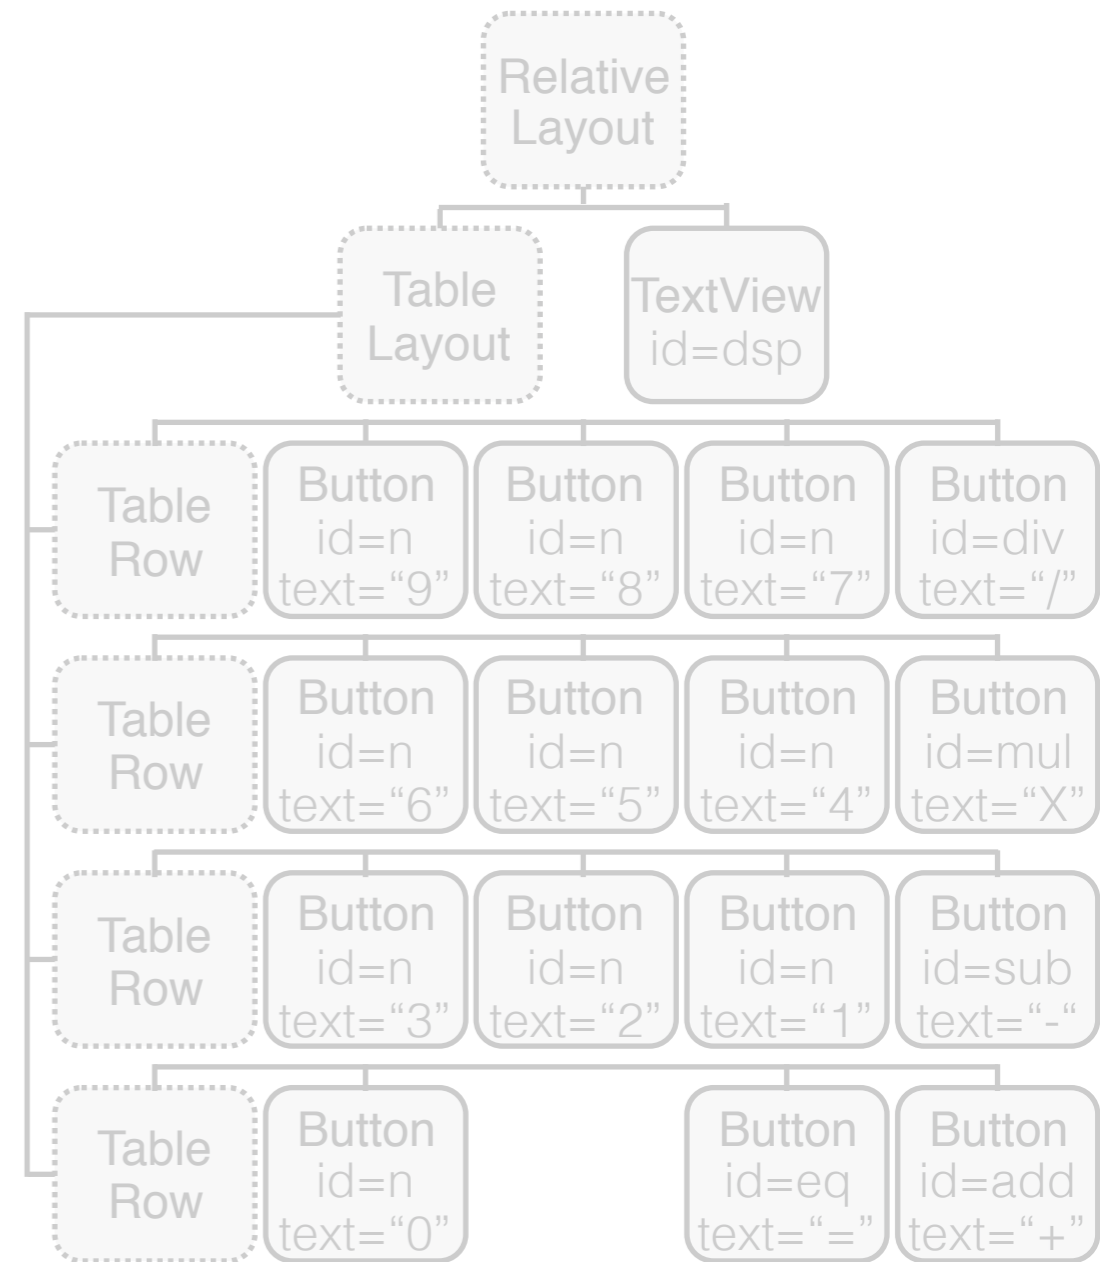 Relative
Layout
Table
Layout
TextView
id=dsp
Table
Row
Button
id=n
text=“9”
Button
id=n
text=“8”
Button
id=n
text=“7”
Button
id=div
text=“/”
Table
Row
Button
id=n
text=“6”
Button
id=n
text=“5”
Button
id=n
text=“4”
Button
id=mul
text=“X”
Table
Row
Button
id=n
text=“3”
Button
id=n
text=“2”
Button
id=n
text=“1”
Button
id=sub
text=“-“
Table
Row
Button
id=n
text=“0”
Button
id=eq
text=“=”
Button
id=add
text=“+”